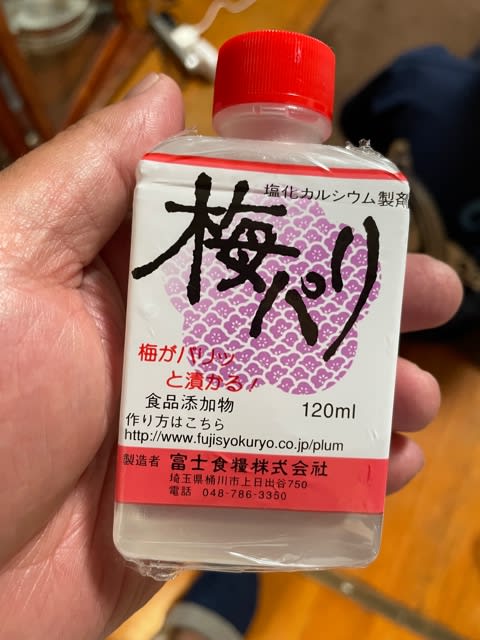 塩化カルシウム製剤
梅パリ
梅がパリッ
と漬かる!
食品添加物
120ml
作り方はこちら
http://www.fujisyokuryo.co.jp/plum
製造者 富士食糧株式会社
埼玉県桶川市上日出谷750
電話 048-786-3350